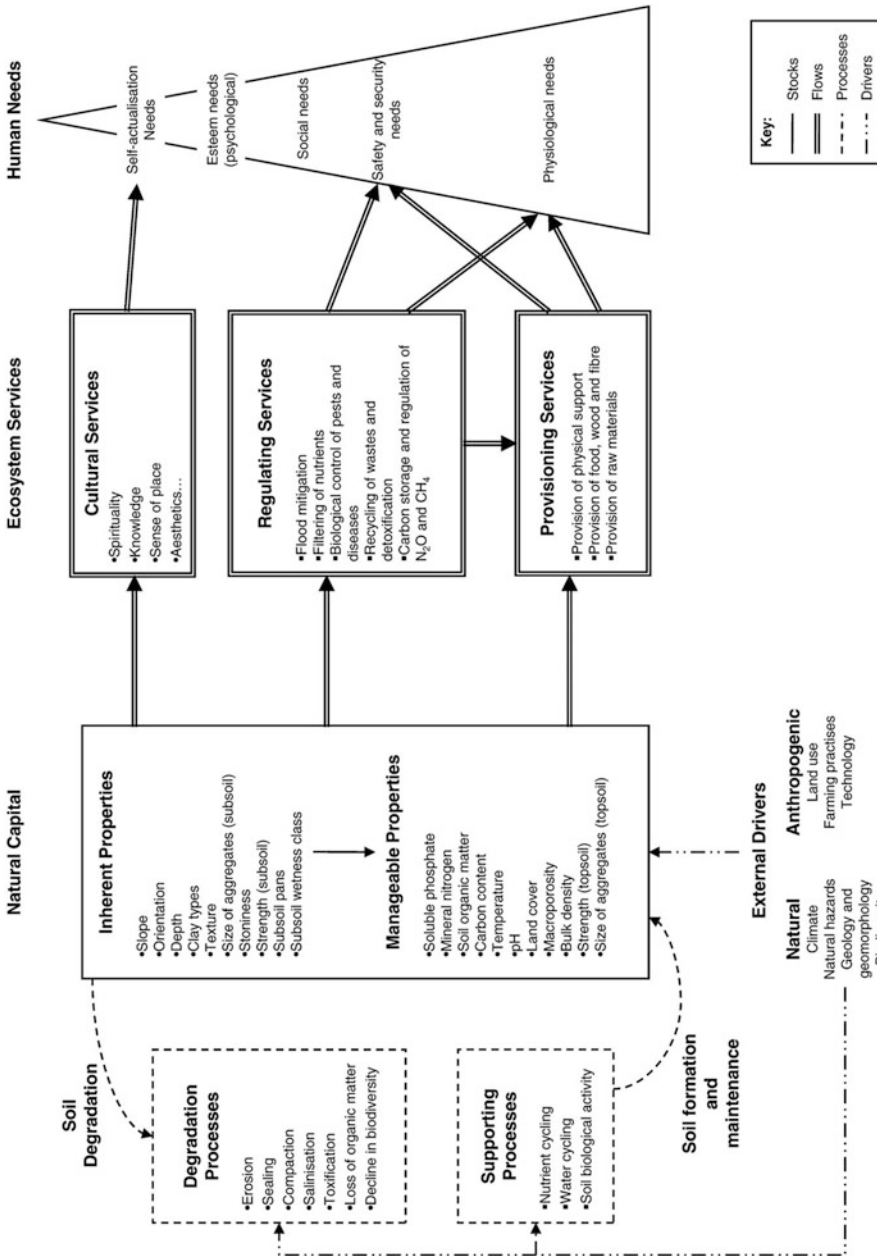 Natural Capital
Ecosystem Services
Human Needs
Soil
Degradation
Degradation
Processes
▪Erosion
▪Sealing
▪Compaction
▪Salinisation
▪Toxification
▪Loss of organic matter
▪Decline in biodiversity
Supporting
Processes
▪Nutrient cycling
▪Water cycling
▪Soil biological activity
Soil formation
and
maintenance
Inherent Properties
▪Slope
▪Orientation
▪Depth
▪Clay types
▪Texture
▪Size of aggregates (subsoil)
▪Stoniness
▪Strength (subsoil)
▪Subsoil pans
▪Subsoil wetness class
Manageable Properties
▪Soluble phosphate
▪Mineral nitrogen
▪Soil organic matter
▪Carbon content
▪Temperature
▪pH
▪Land cover
▪Macroporosity
▪Bulk density
▪Strength (topsoil)
▪Size of aggregates (topsoil)
External Drivers
Natural
Climate
Natural hazards
Geology and
geomorphology
Anthropogenic
Land use
Farming practises
Technology
Cultural Services
▪Spirituality
▪Knowledge
▪Sense of place
▪Aesthetics…
Regulating Services
▪Flood mitigation
▪Filtering of nutrients
▪Biological control of pests and
diseases
▪Recycling of wastes and
detoxification
▪Carbon storage and regulation of
N₂O and CH₄
Provisioning Services
▪Provision of physical support
▪Provision of food, wood and fibre
▪Provision of raw materials
Self-actualisation
Needs
Esteem needs
(psychological)
Social needs
Safety and security
needs
Physiological needs
Key:
Stocks
Flows
Processes
Drivers